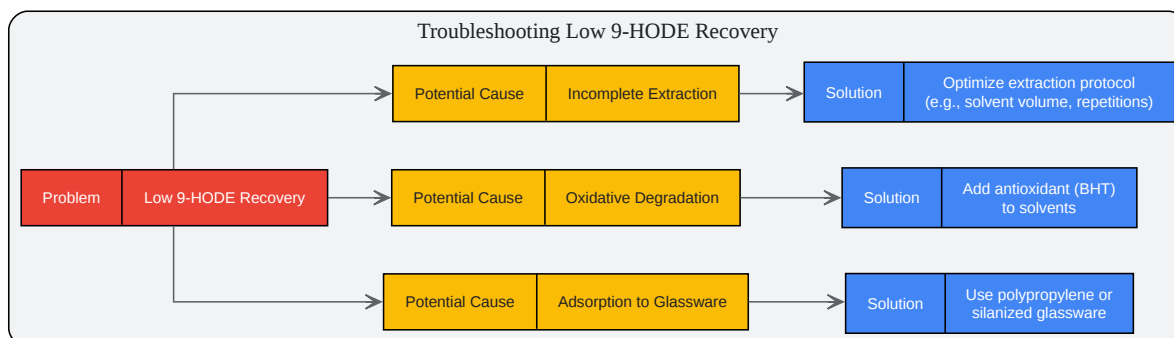 Troubleshooting Low 9-HODE Recovery
Problem
Low 9-HODE Recovery
Potential Cause
Incomplete Extraction
Solution
Optimize extraction protocol
(e.g., solvent volume, repetitions)
Potential Cause
Oxidative Degradation
Solution
Add antioxidant (BHT)
to solvents
Potential Cause
Adsorption to Glassware
Solution
Use polypropylene or
silanized glassware